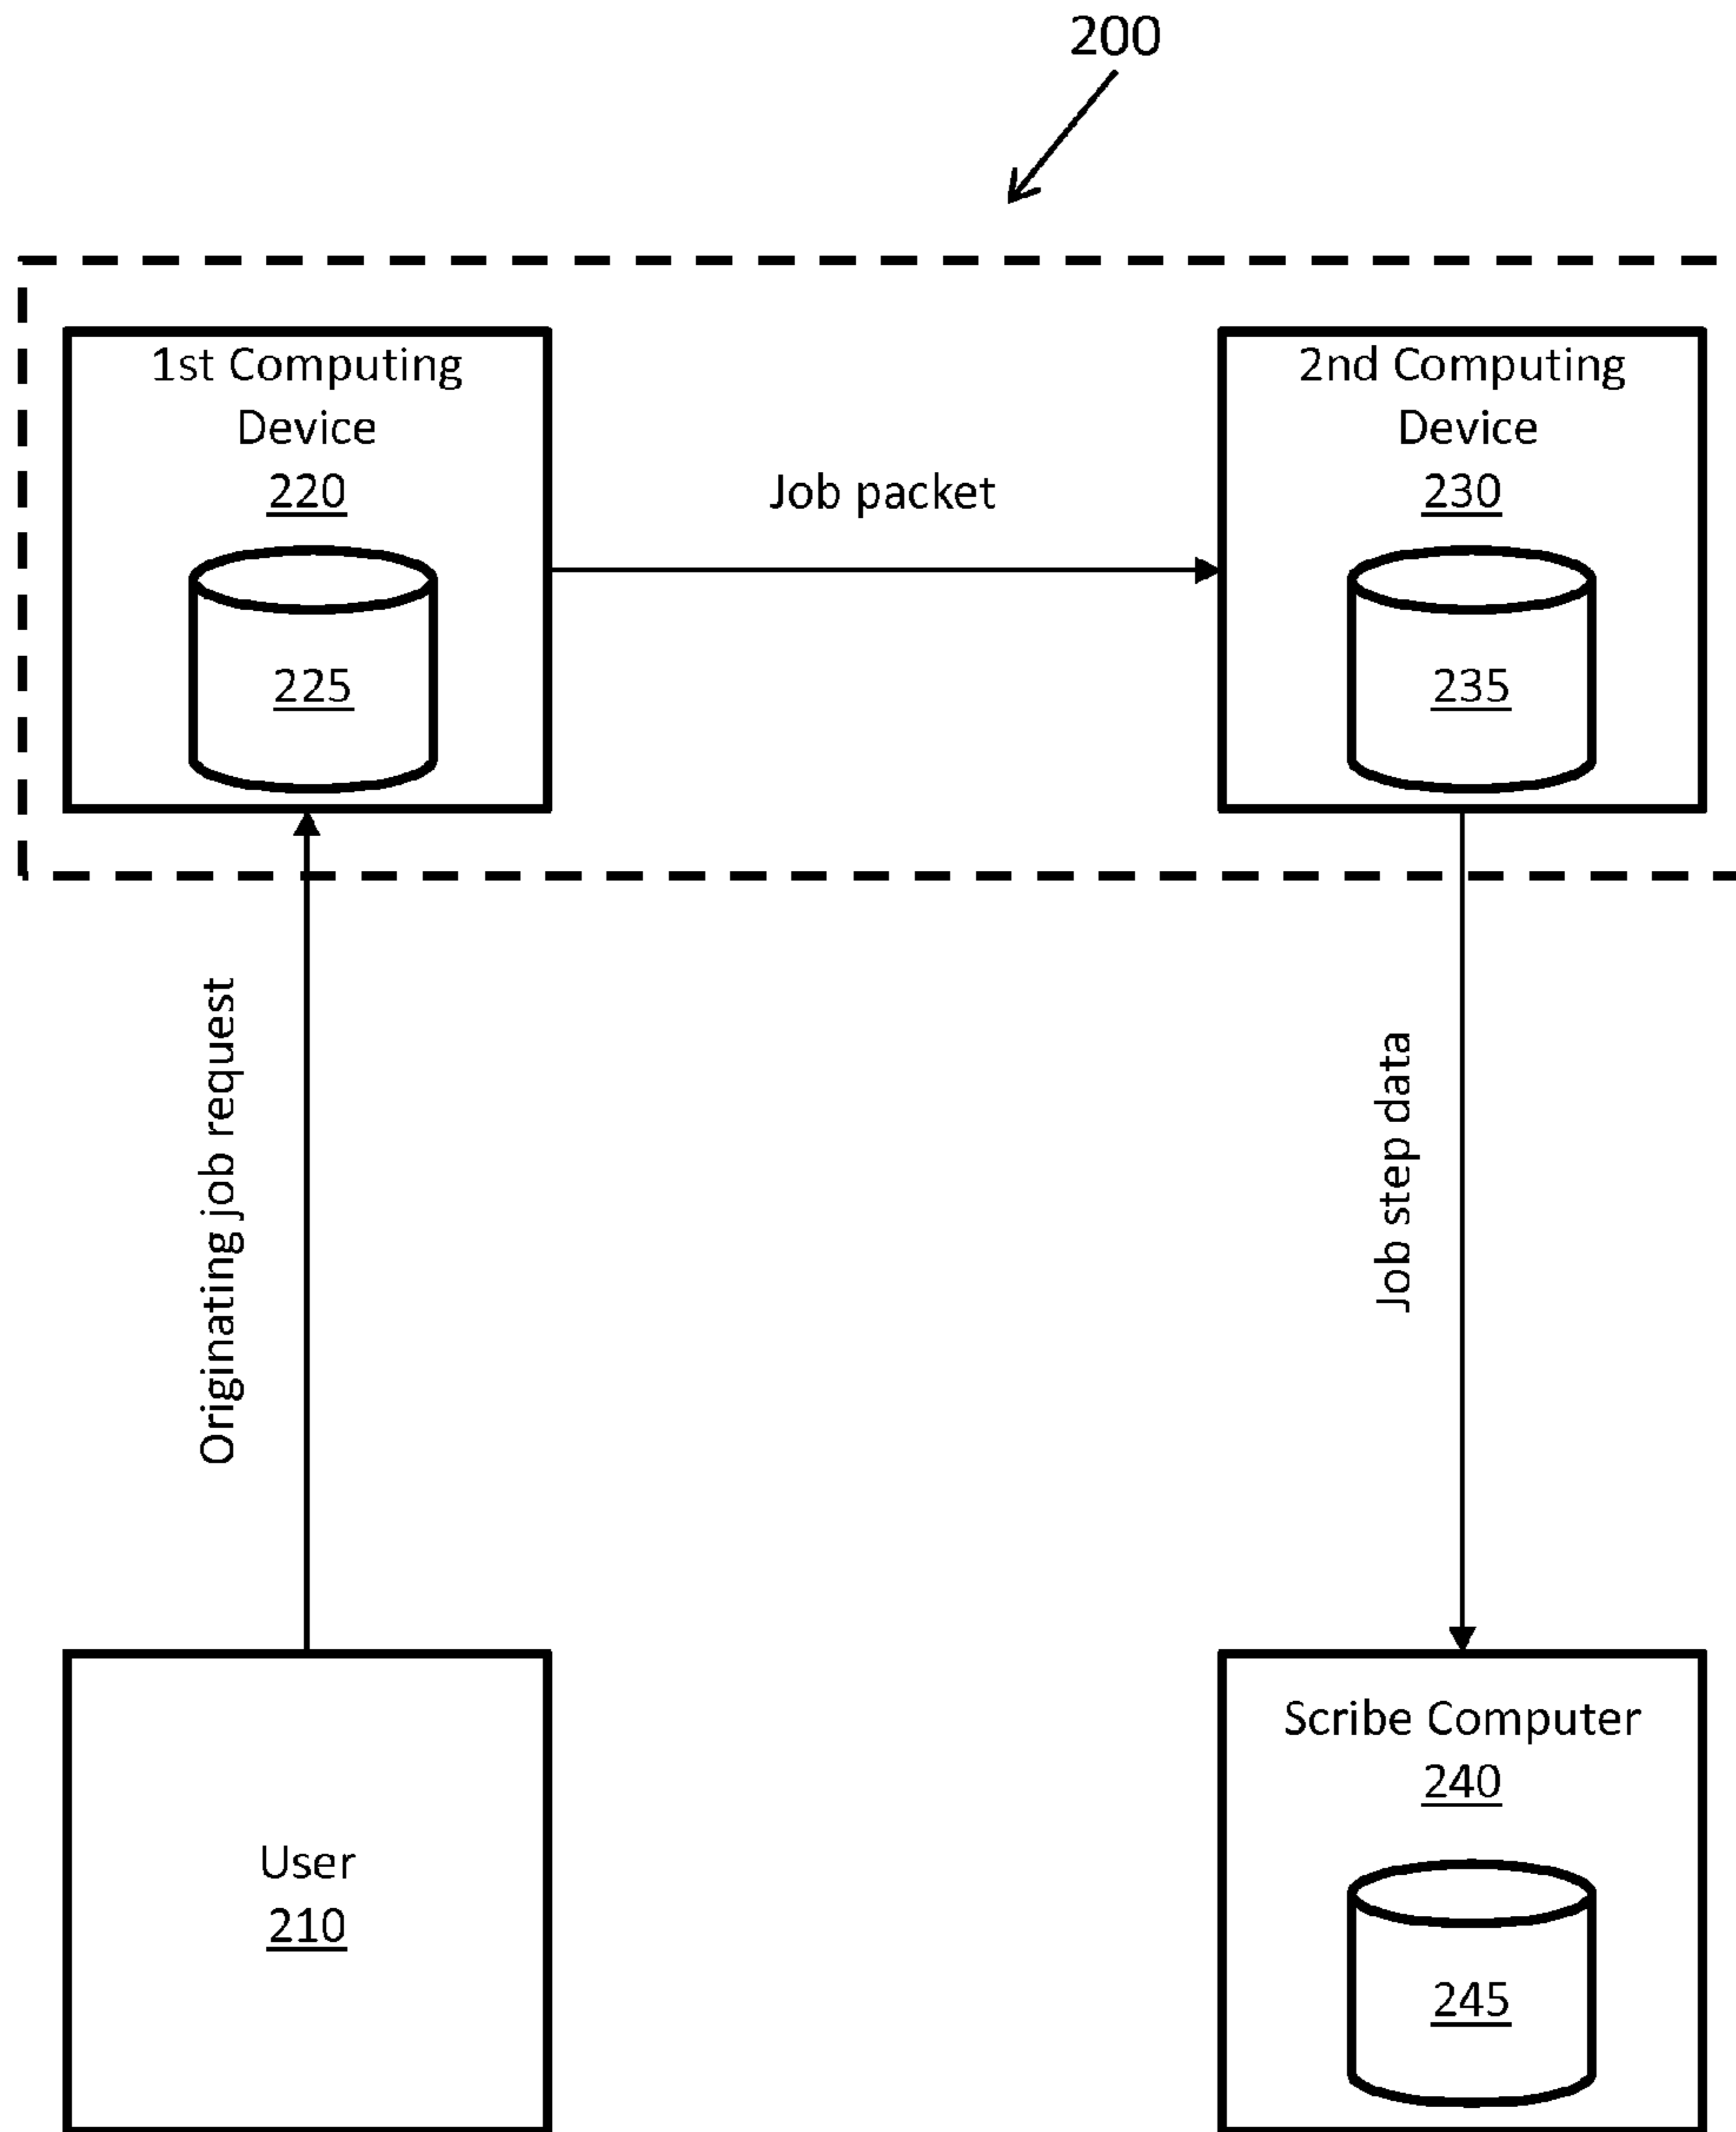 200
1st Computing
Device
220
225
Job packet
2nd Computing
Device
230
235
Originating job request
Job step data
User
210
Scribe Computer
240
245